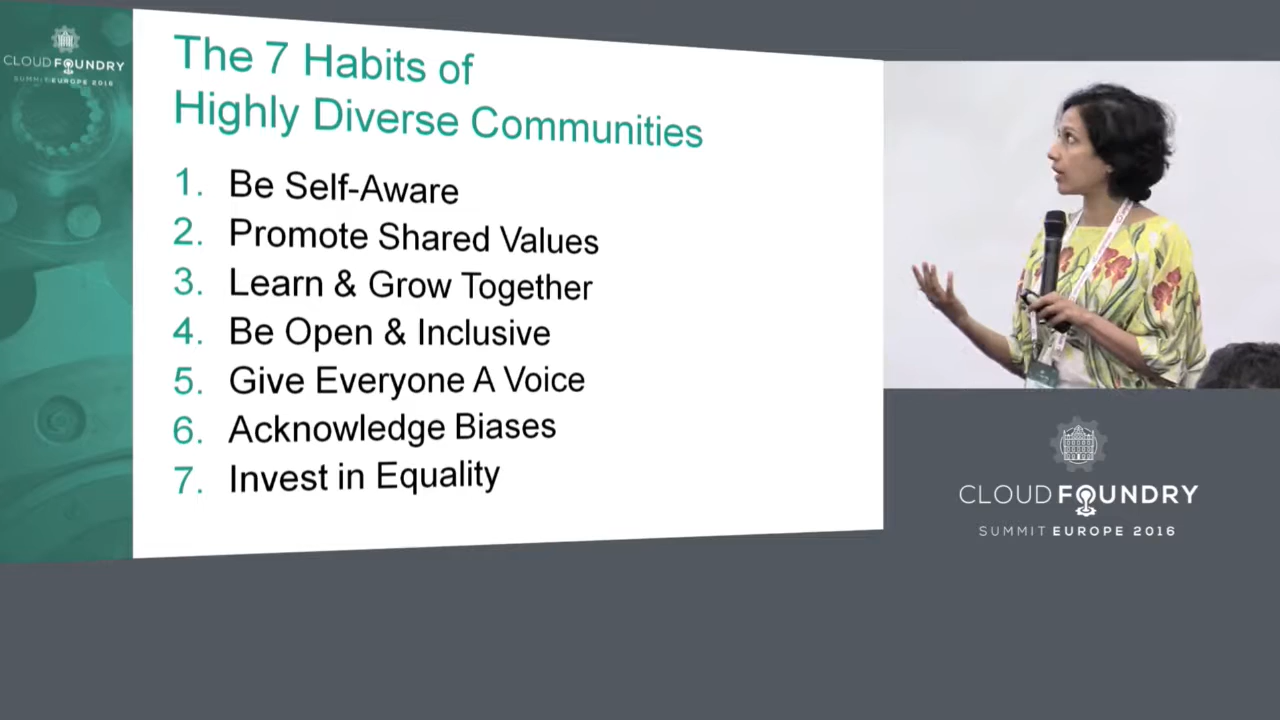 CLOUD FOUNDRY
SUMMIT EUROPE 2016
The 7 Habits of
Highly Diverse Communities
1. Be Self-Aware
2. Promote Shared Values
3. Learn & Grow Together
4. Be Open & Inclusive
5. Give Everyone A Voice
6. Acknowledge Biases
7. Invest in Equality
CLOUD FOUNDRY
SUMMIT EUROPE 2016